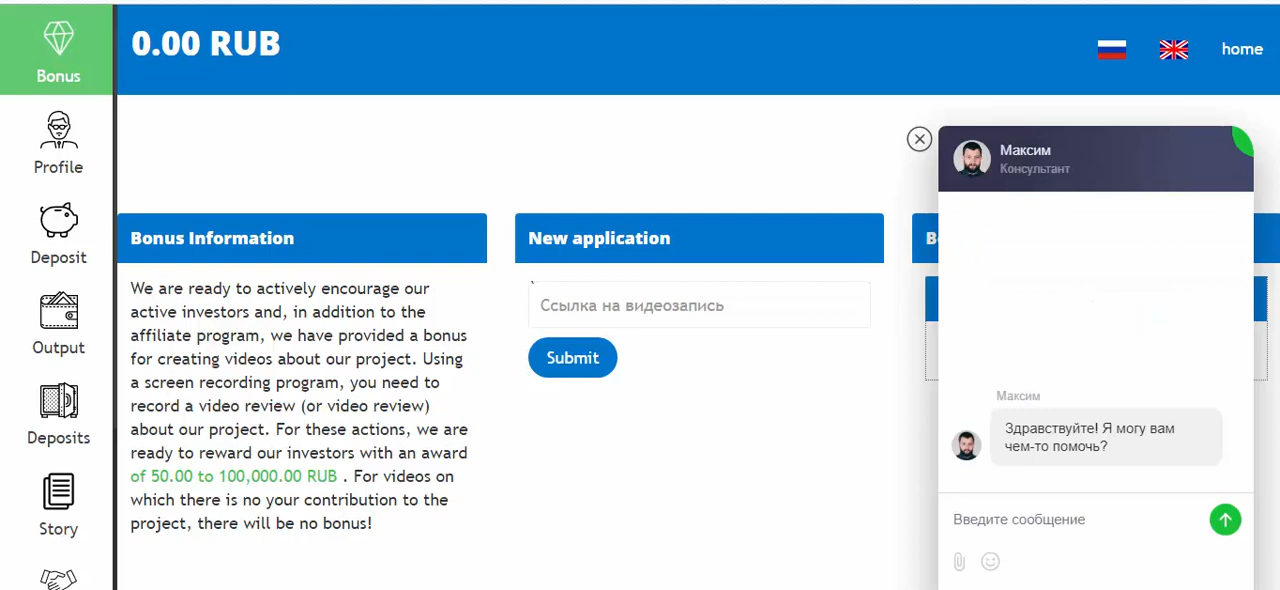 Bonus
Profile
Deposit
Output
Deposits
Story
0.00 RUB
home
Bonus Information
We are ready to actively encourage our
active investors and, in addition to the
affiliate program, we have provided a bonus
for creating videos about our project. Using
a screen recording program, you need to
record a video review (or video review)
about our project. For these actions, we are
ready to reward our investors with an award
of 50.00 to 100,000.00 RUB . For videos on
which there is no your contribution to the
project, there will be no bonus!
New application
Ссылка на видеозапись
Submit
Максим
Консультант
Максим
Здравствуйте! Я могу вам
чем-то помочь?
Введите сообщение